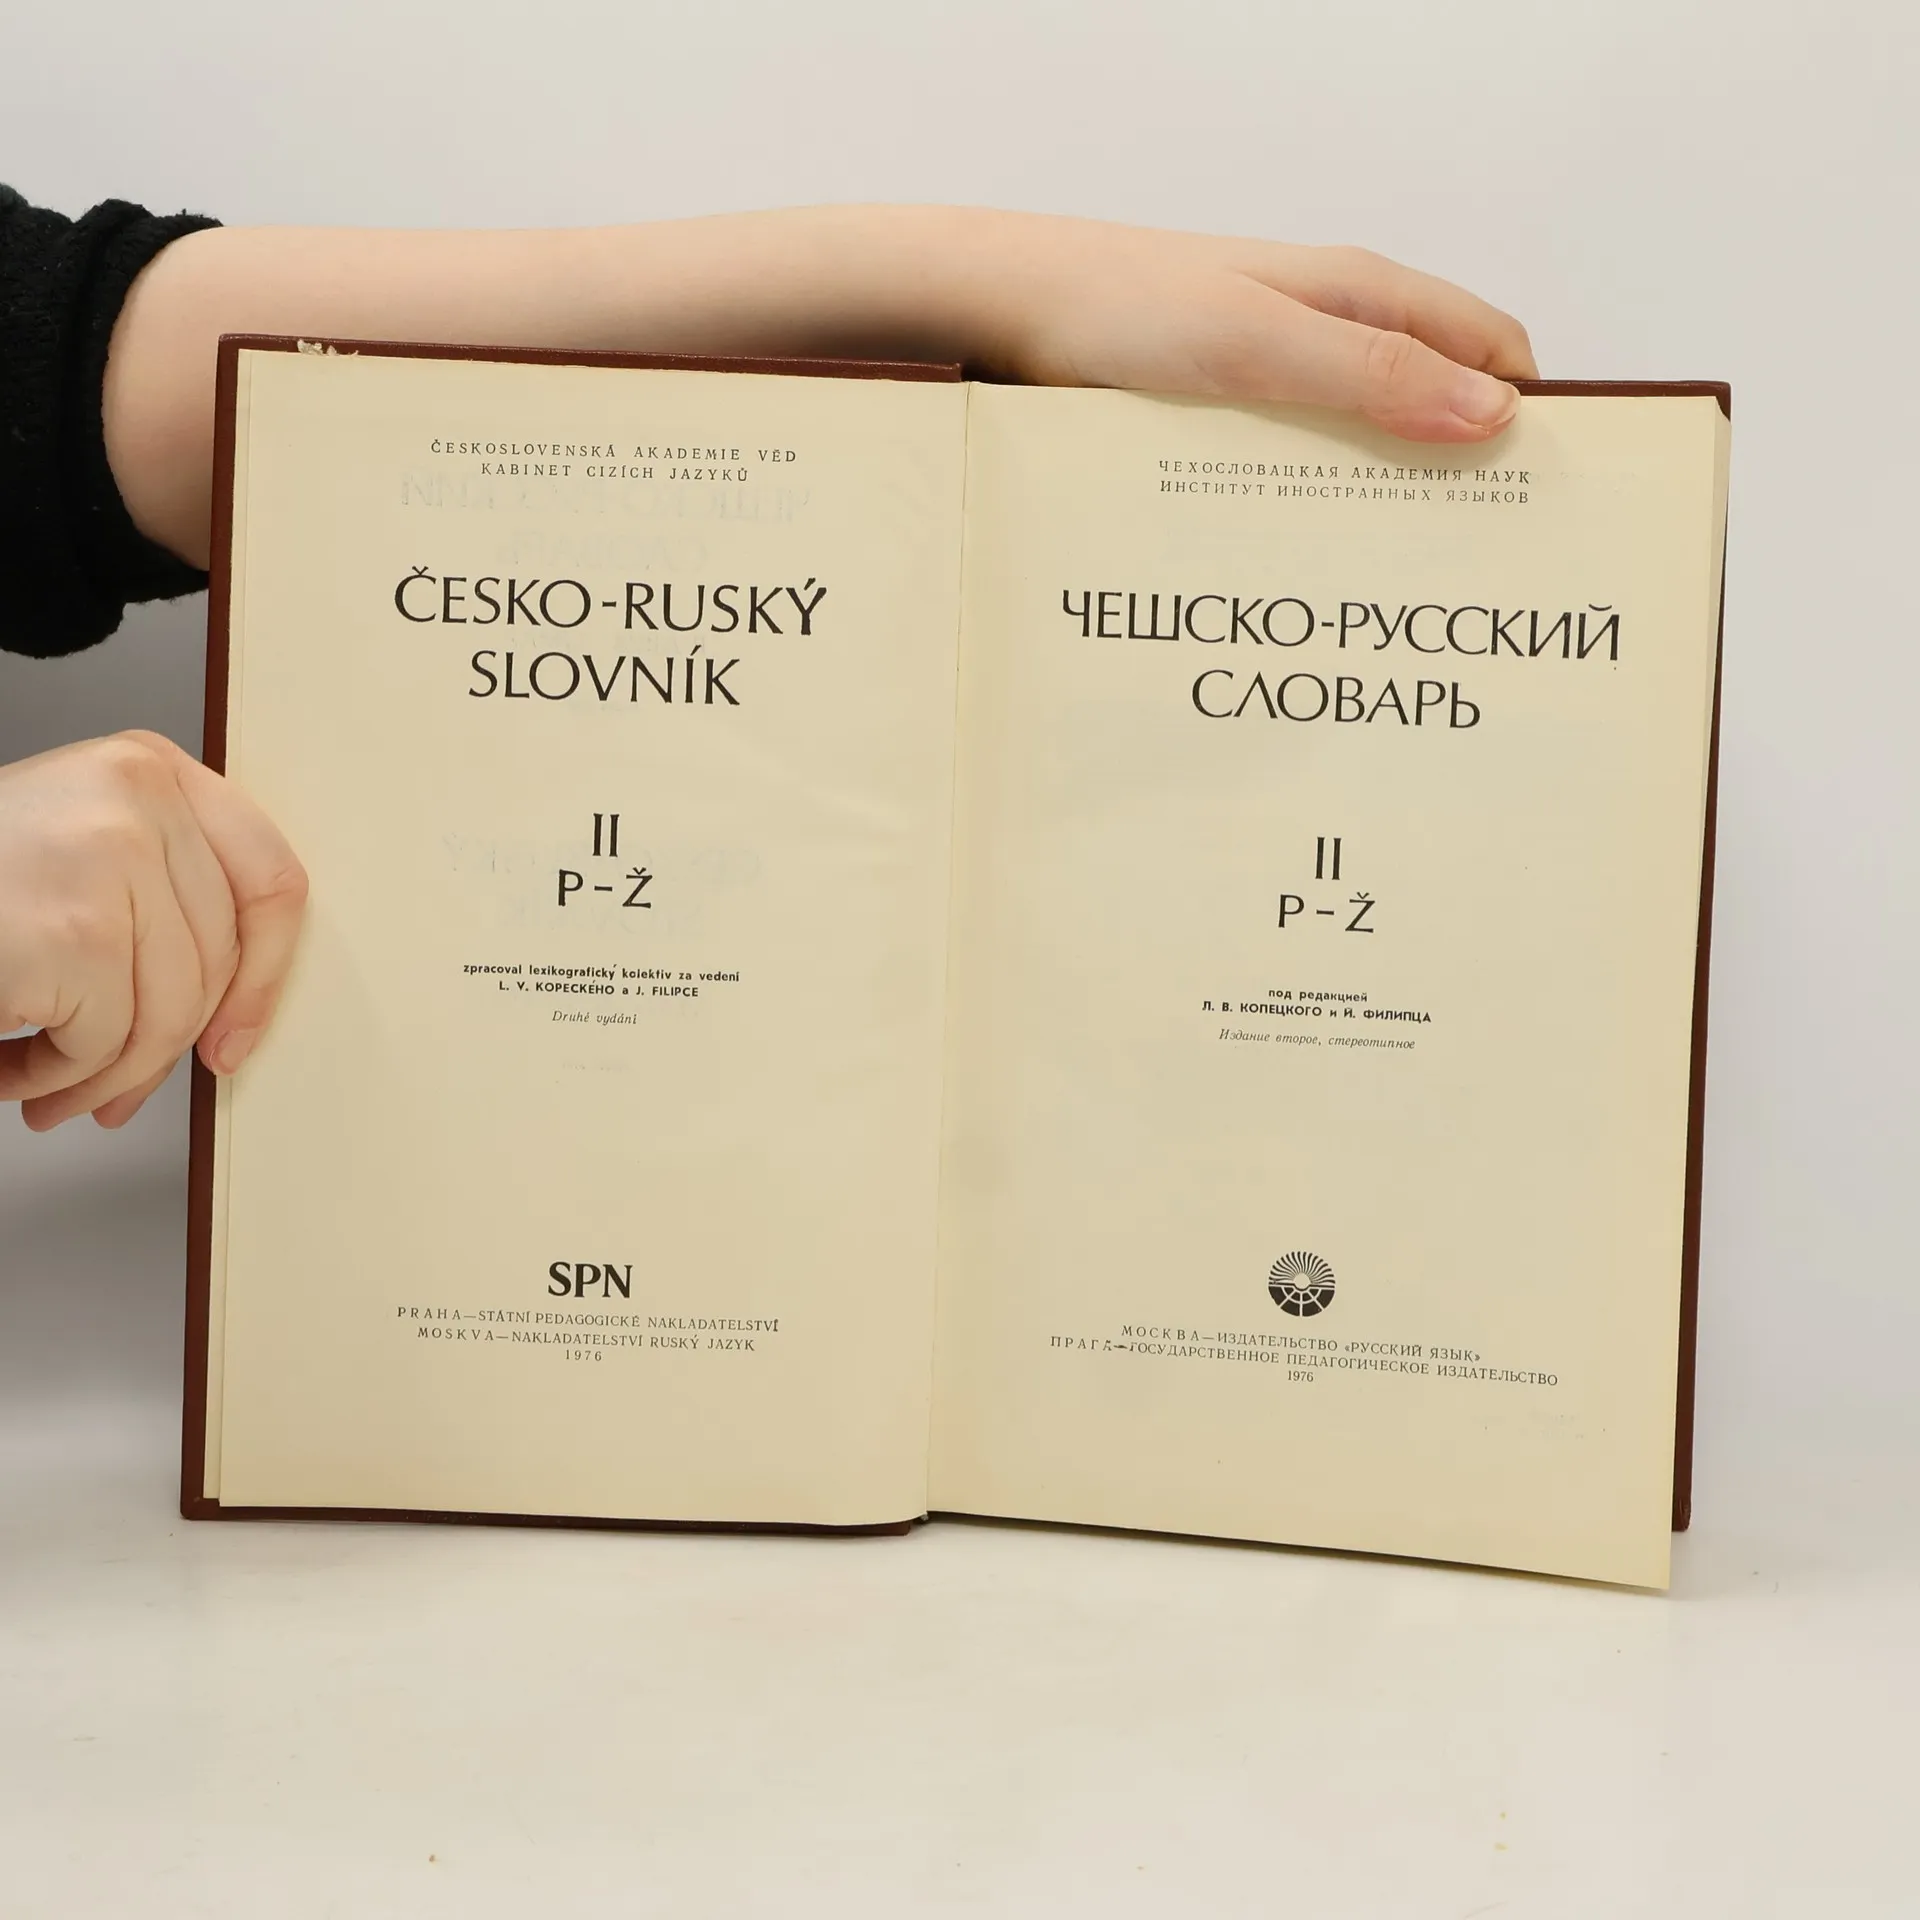 ČESKOSLOVENSKÁ AKADEMIE VĚD
KABINET CIZÍCH JAZYKŮ
ČESKO-RUSKÝ
SLOVNÍK
II
P-Ž
zpracoval lexikografický kolektiv za vedení
L. V. KOPECKÉHO a J. FILIPCE
Druhé vydání
SPN
PRAHA—STÁTNÍ PEDAGOGICKÉ NAKLADATELSTVÍ
MOSKVA—NAKLADATELSTVÍ RUSKÝ JAZYK
1976
ЧЕХОСЛОВАЦКАЯ АКАДЕМИЯ НАУК
ИНСТИТУТ ИНОСТРАННЫХ ЯЗЫКОВ
ЧЕШСКО-РУССКИЙ
СЛОВАРЬ
II
P-Ž
под редакцией
Л. В. КОПЕЦКОГО и Й. ФИЛИПЦА
Издание второе, стереотипное
МОСКВА—ИЗДАТЕЛЬСТВО «РУССКИЙ ЯЗЫК»
ПРАГА—ГОСУДАРСТВЕННОЕ ПЕДАГОГИЧЕСКОЕ ИЗДАТЕЛЬСТВО
1976